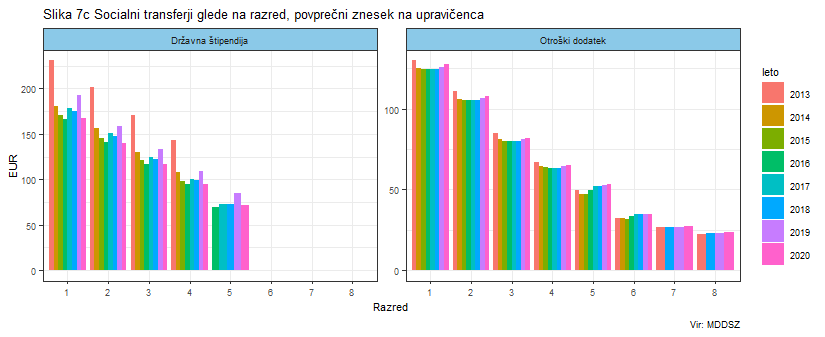 Slika 7c Socialni transferji glede na razred, povprečni znesek na upravičenca
Državna štipendija
Otroški dodatek
EUR
200
150
100
50
0
100
50
0
1 2 3 4 5 6 7 8
1 2 3 4 5 6 7 8
Razred
leto
2013
2014
2015
2016
2017
2018
2019
2020
Vir: MDDSZ